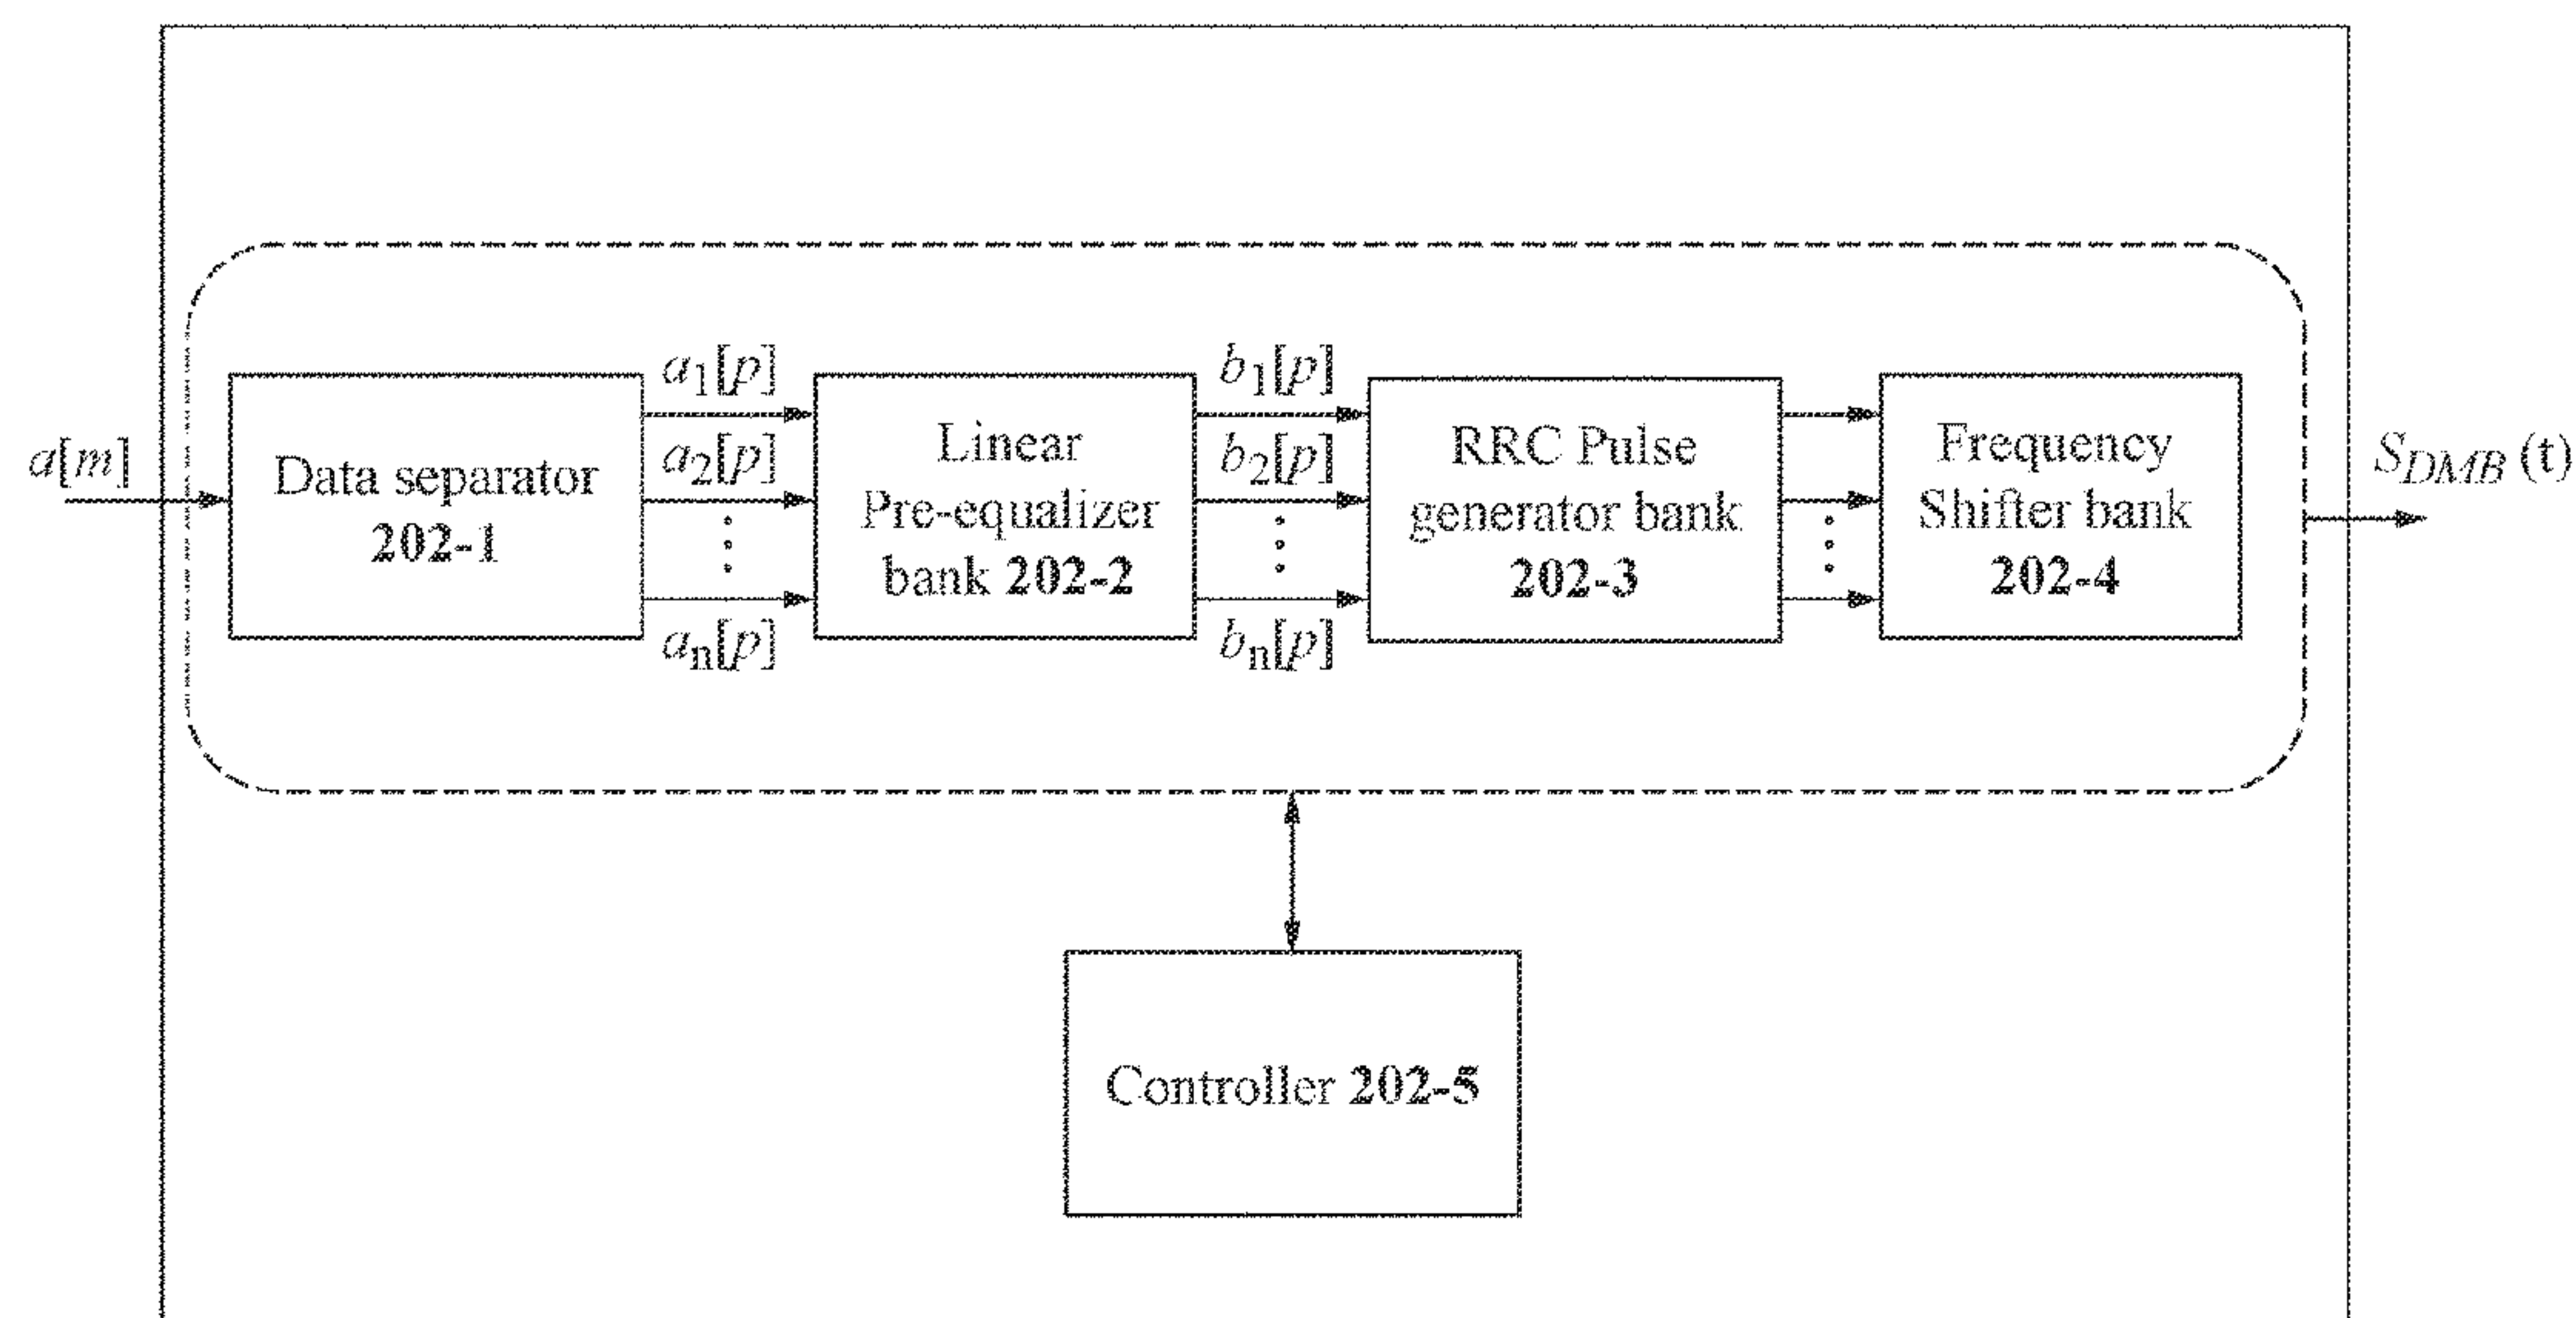 a[m]
Data separator
202-1
a1[p]
a2[p]
an[p]
Linear
Pre-equalizer
bank 202-2
b1[p]
b2[p]
bn[p]
RRC Pulse
generator bank
202-3
Frequency
Shifter bank
202-4
SDMB (t)
Controller 202-5